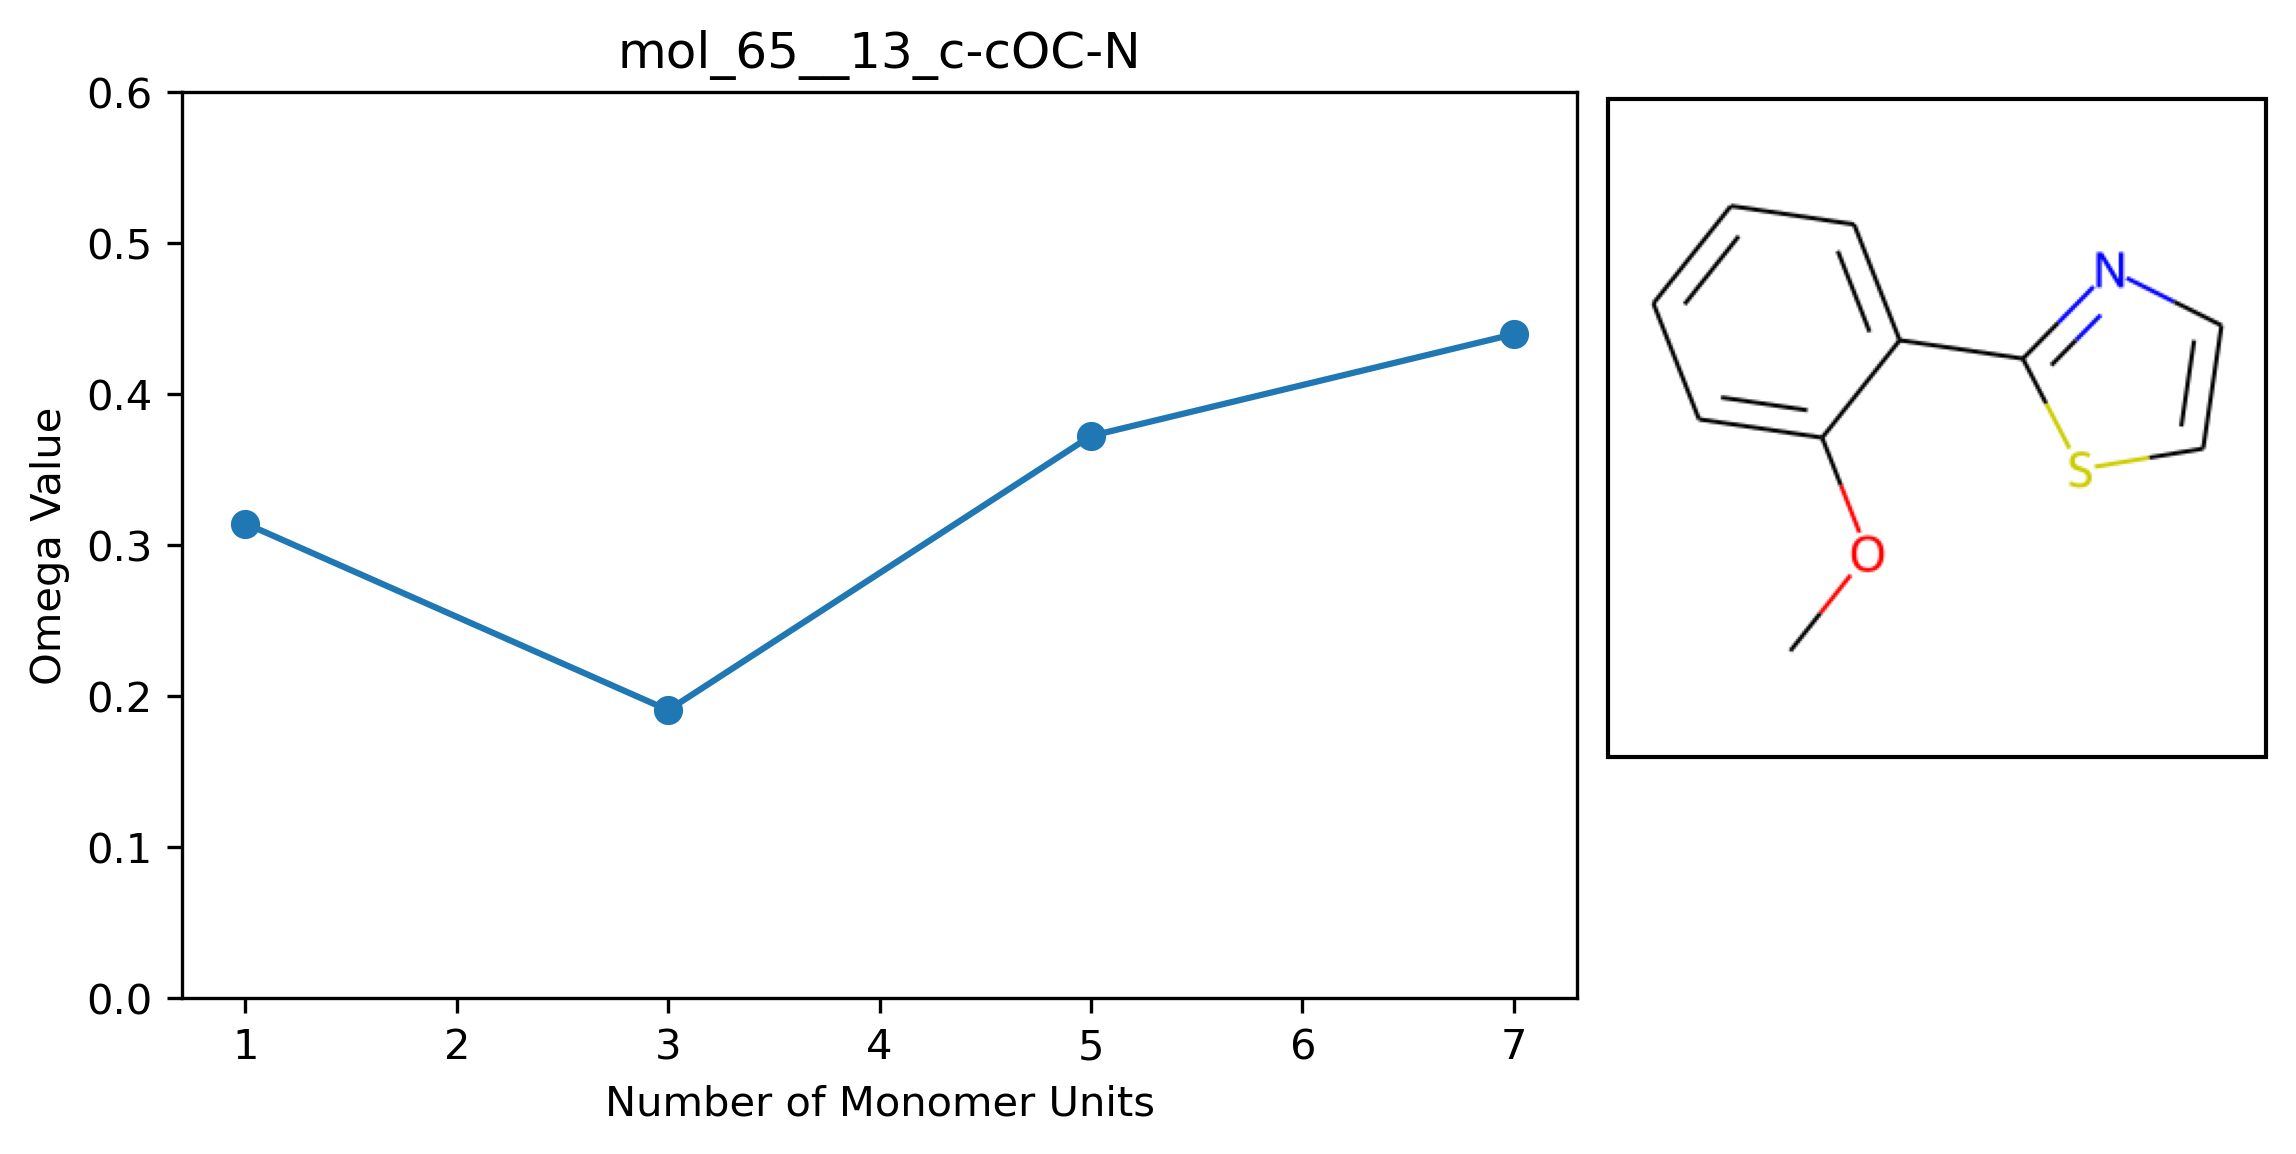 mol_65__13_c-cOC-N
0.6
0.5
0.4
0.3
0.2
0.1
0.0
Omega Value
1 2 3 4 5 6 7
Number of Monomer Units
N
S
O